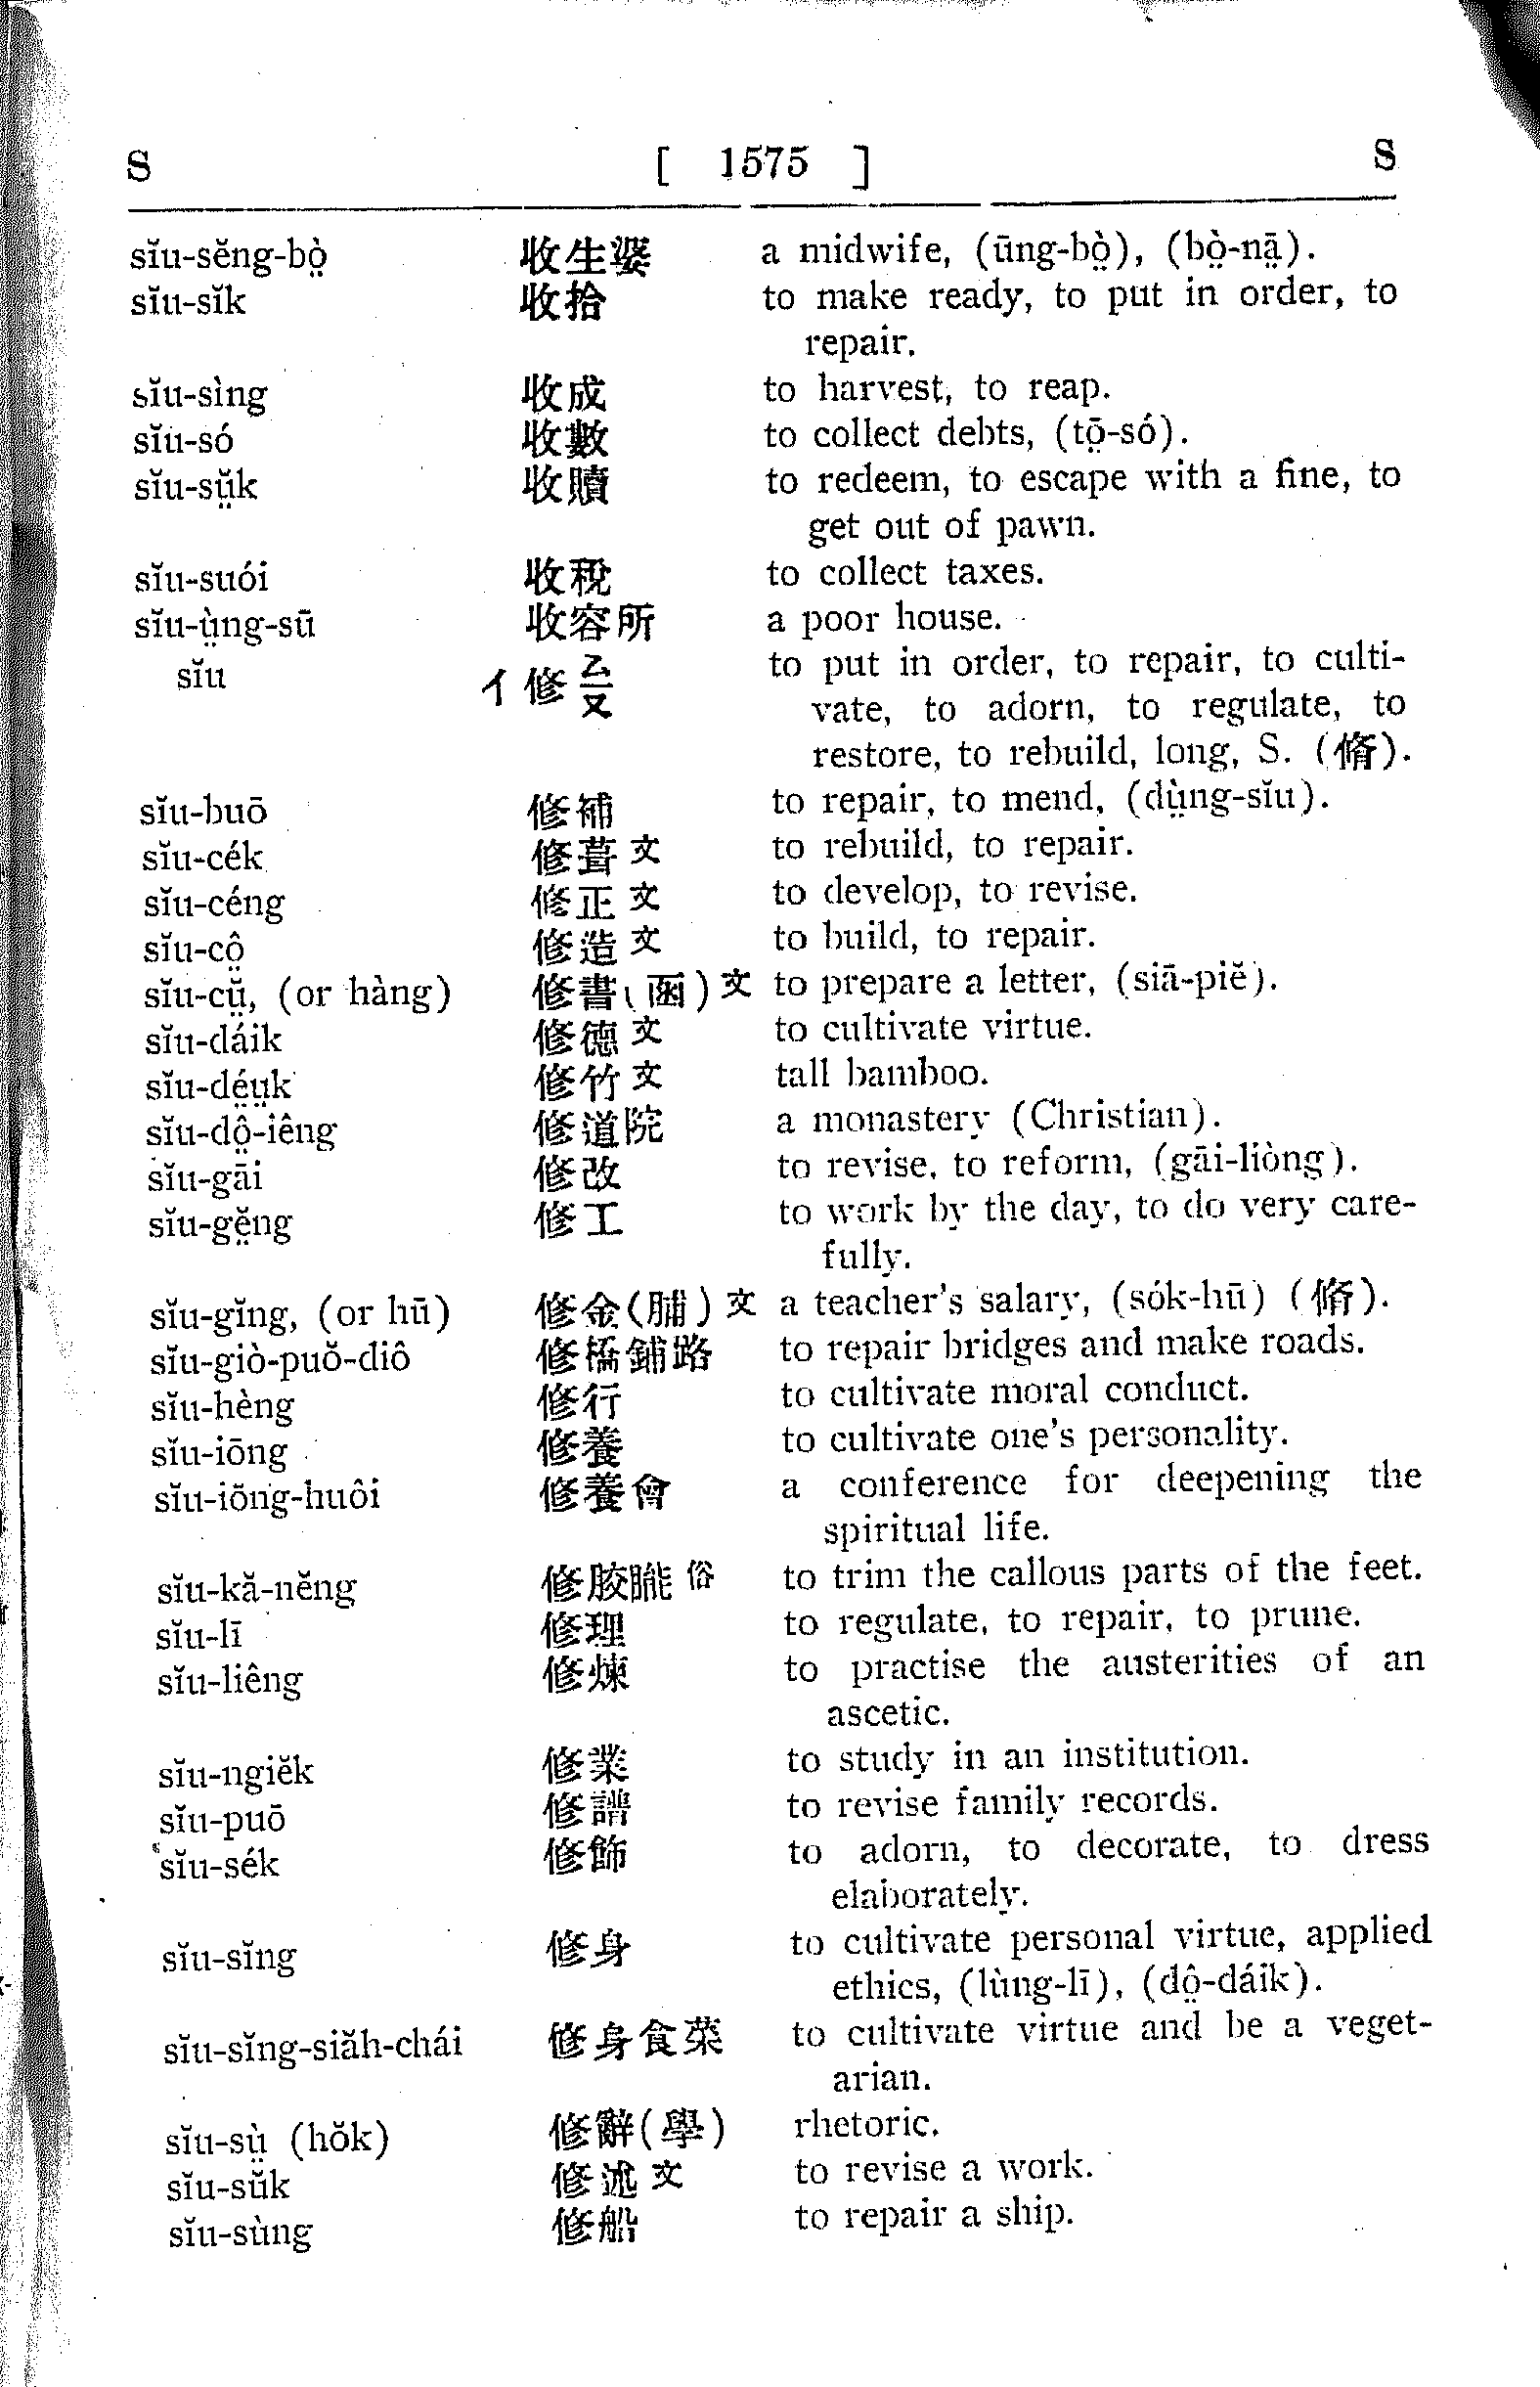 S [ 1575 ] S
sĭu-sĕng-bò̤ 收生婆 a midwife, (ūng-bò̤), (bò̤-nā̤).
sĭu-sĭk 收拾 to make ready, to put in order, to
repair.
sĭu-sìng 收成 to harvest, to reap.
sĭu-só 收數 to collect debts, (tō̤-só).
sĭu-sṳ̆k 收贖 to redeem, to escape with a fine, to
get out of pawn.
sĭu-suói 收稅 to collect taxes.
sĭu-ṳ̀ng-sū 收容所 a poor house.
sĭu 亻修 ㄊ又 to put in order, to repair, to culti-
vate, to adorn, to regulate, to
restore, to rebuild, long, S. (脩).
sĭu-buō 修補 to repair, to mend, (dṳ̀ng-sĭu).
sĭu-cék 修葺文 to rebuild, to repair.
sĭu-céng 修正文 to develop, to revise.
sĭu-cô̤ 修造文 to build, to repair.
sĭu-cṳ̆, (or hàng) 修書(函)文 to prepare a letter, (siā-piĕ).
sĭu-dáik 修德文 to cultivate virtue.
sĭu-dé̤ṳk 修竹文 tall bamboo.
sĭu-dô̤-iêng 修道院 a monastery (Christian).
sĭu-gāi 修改 to revise, to reform, (gāi-liòng).
sĭu-gĕ̤ng 修工 to work by the day, to do very care-
fully.
sĭu-gĭng, (or hū) 修金(脯)文 a teacher's salary, (sók-hū) (脩).
sĭu-giò-puŏ-diô 修橋鋪路 to repair bridges and make roads.
sĭu-hèng 修行 to cultivate moral conduct.
sĭu-iōng 修養 to cultivate one's personality.
sĭu-iŏng-huôi 修養會 a conference for deepening the
spiritual life.
sĭu-kă-nĕng 修胶 俗 to trim the callous parts of the feet.
sĭu-lī 修理 to regulate, to repair, to prune.
sĭu-liêng 修煉 to practise the austerities of an
ascetic.
sĭu-ngiĕk 修業 to study in an institution.
sĭu-puō 修譜 to revise family records.
sĭu-sék 修飾 to adorn, to decorate, to dress
elaborately.
sĭu-sĭng 修身 to cultivate personal virtue, applied
ethics, (lùng-lī), (dô̤-dáik).
sĭu-sĭng-siăh-chái 修身食菜 to cultivate virtue and be a veget-
arian.
sĭu-sṳ̀ (hŏk) 修辭(學) rhetoric.
sĭu-sŭk 修述文 to revise a work.
sĭu-sùng 修船 to repair a ship.